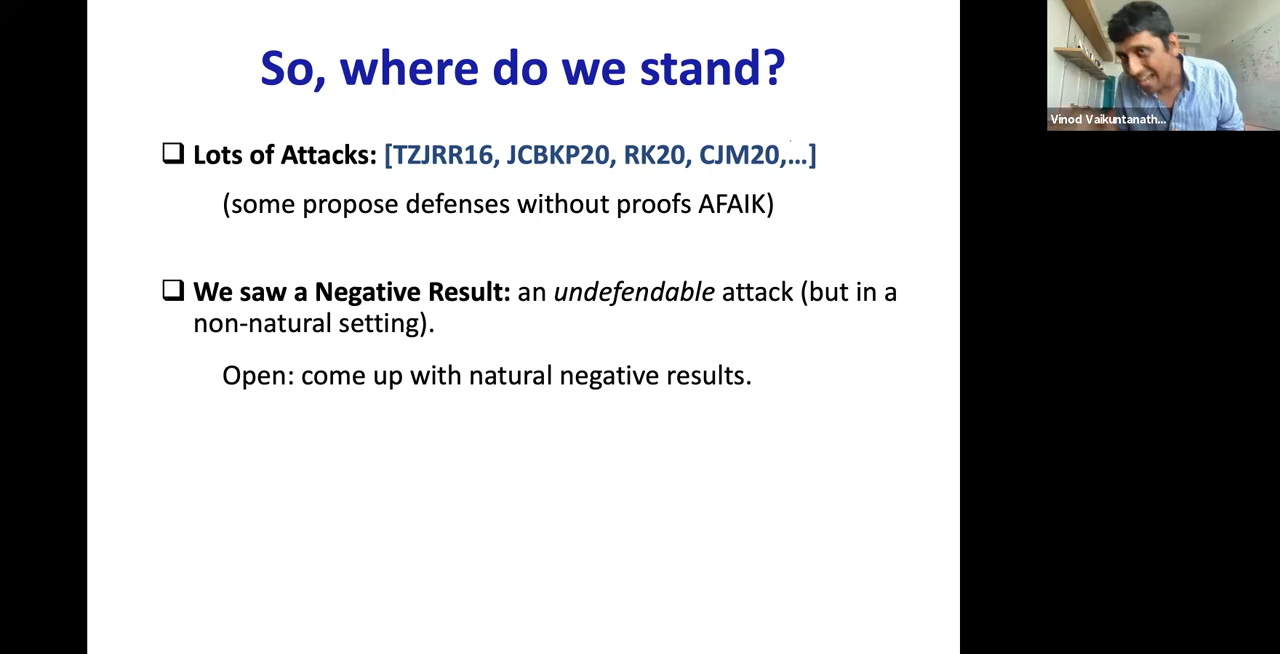 So, where do we stand?
❑ Lots of Attacks: [TZJRR16, JCBKP20, RK20, CJM20,...]
(some propose defenses without proofs AFAIK)
❑ We saw a Negative Result: an undefendable attack (but in a
non-natural setting).
Open: come up with natural negative results.
Vinod Vaikuntanath...